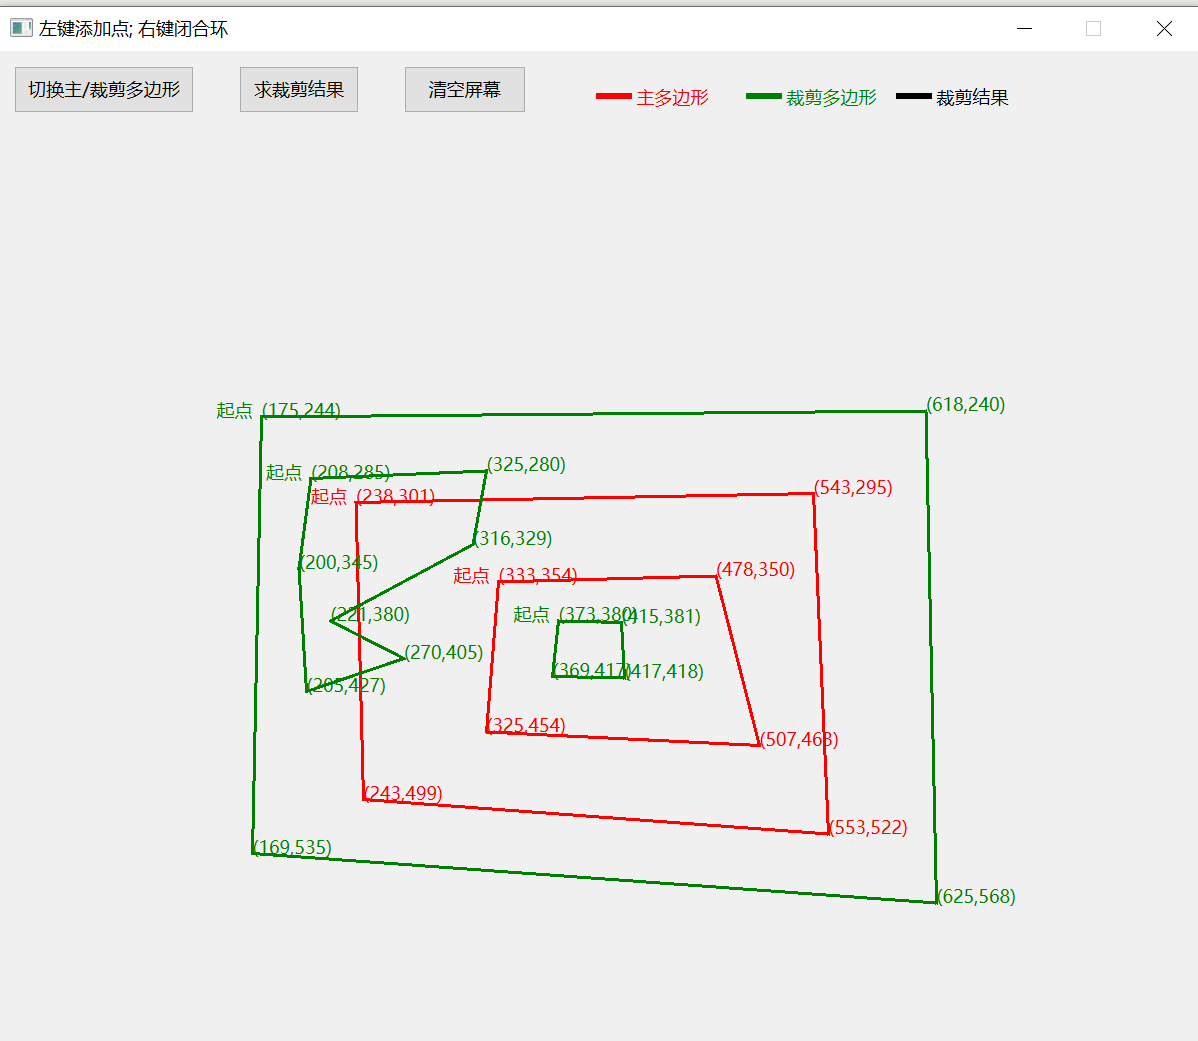 左键添加点; 右键闭合环
切换主/裁剪多边形
求裁剪结果
清空屏幕
主多边形
裁剪多边形
裁剪结果
起点 (175,244)
(618,240)
起点 (208,285)
(325,280)
起点 (238,301)
(543,295)
(316,329)
(200,345)
起点 (333,354)
(478,350)
(221,380)
起点 (373,380)
(415,381)
(270,405)
(369,417)
(417,418)
(205,427)
(325,454)
(507,463)
(243,499)
(553,522)
(169,535)
(625,568)